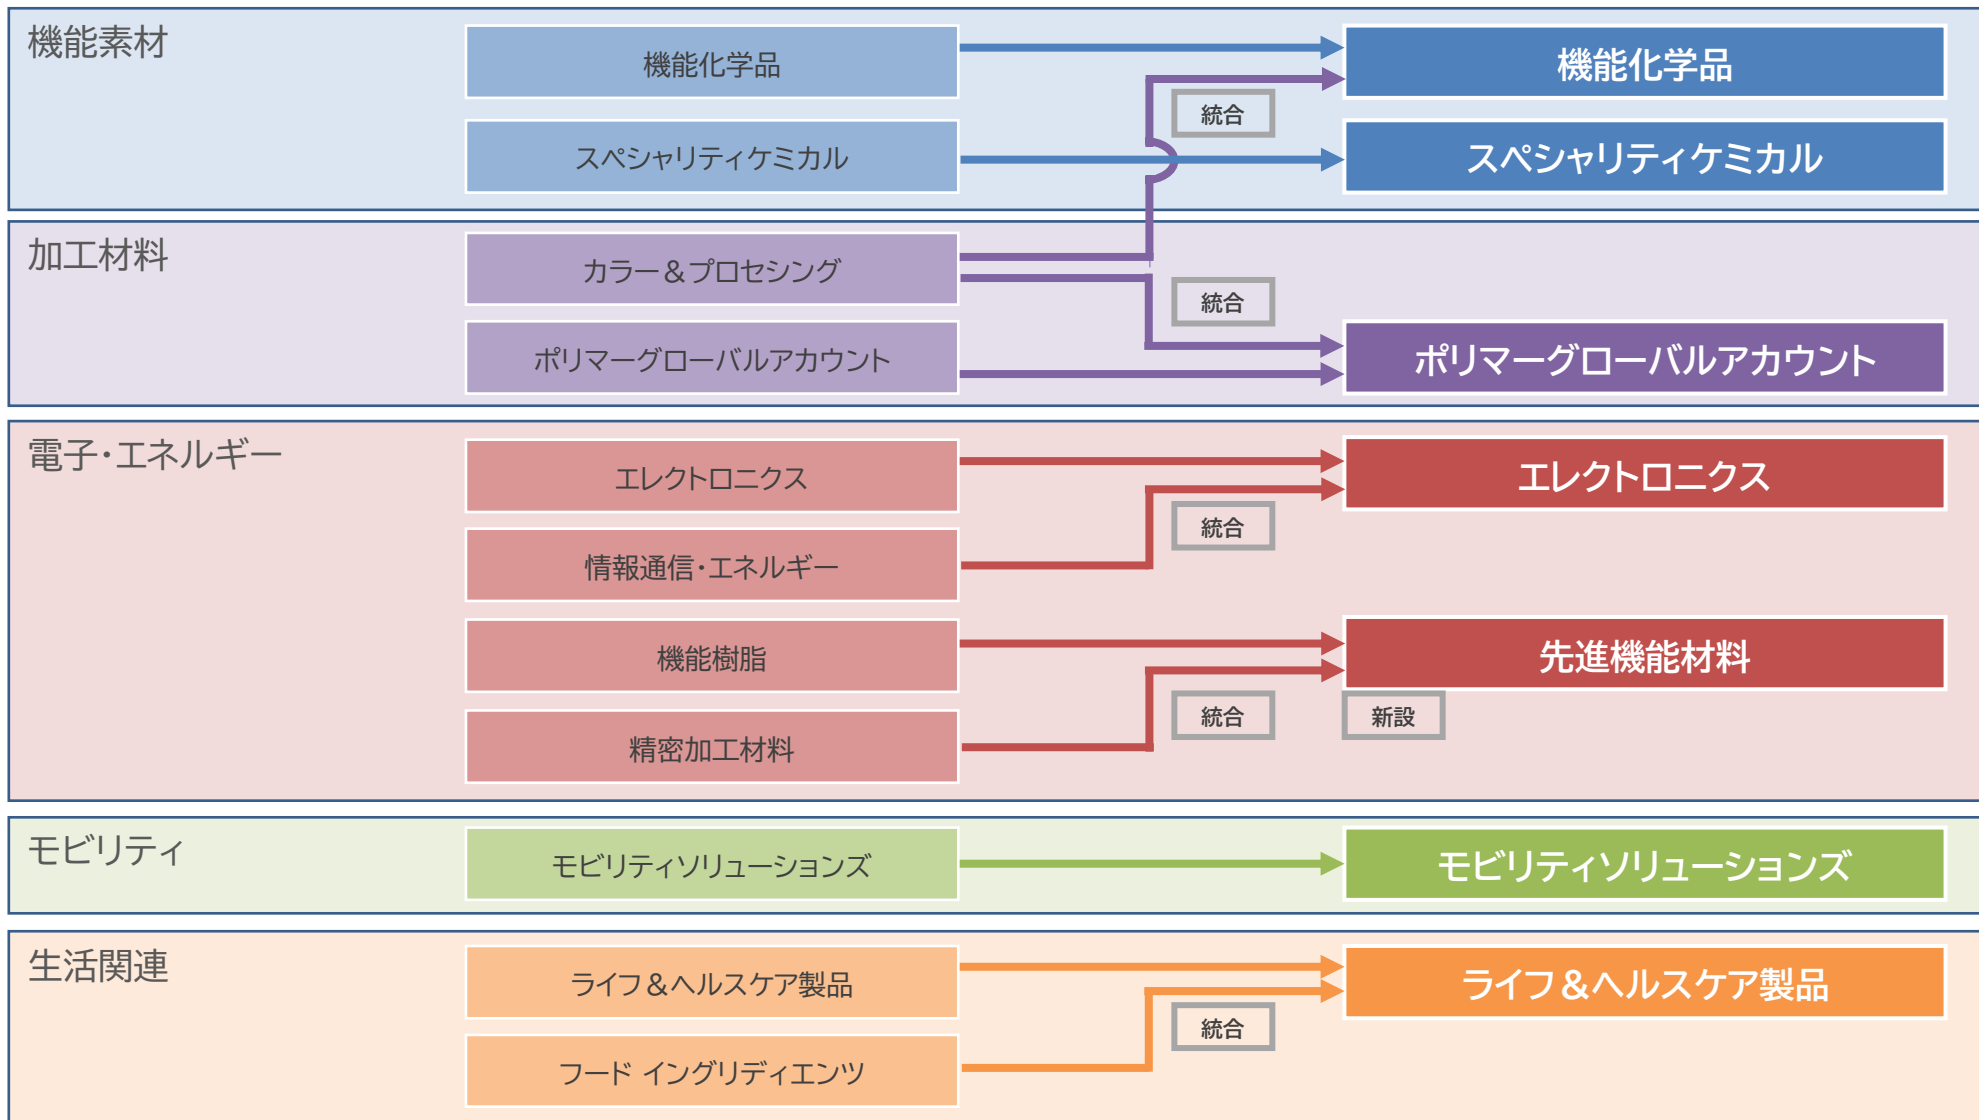 機能素材
機能化学品
機能化学品
統合
スペシャリティケミカル
スペシャリティケミカル
加工材料
カラー＆プロセシング
統合
ポリマーグローバルアカウント
ポリマーグローバルアカウント
電子・エネルギー
エレクトロニクス
エレクトロニクス
統合
情報通信・エネルギー
機能樹脂
先進機能材料
統合
新設
精密加工材料
モビリティ
モビリティソリューションズ
モビリティソリューションズ
生活関連
ライフ＆ヘルスケア製品
ライフ＆ヘルスケア製品
統合
フード イングリディエンツ